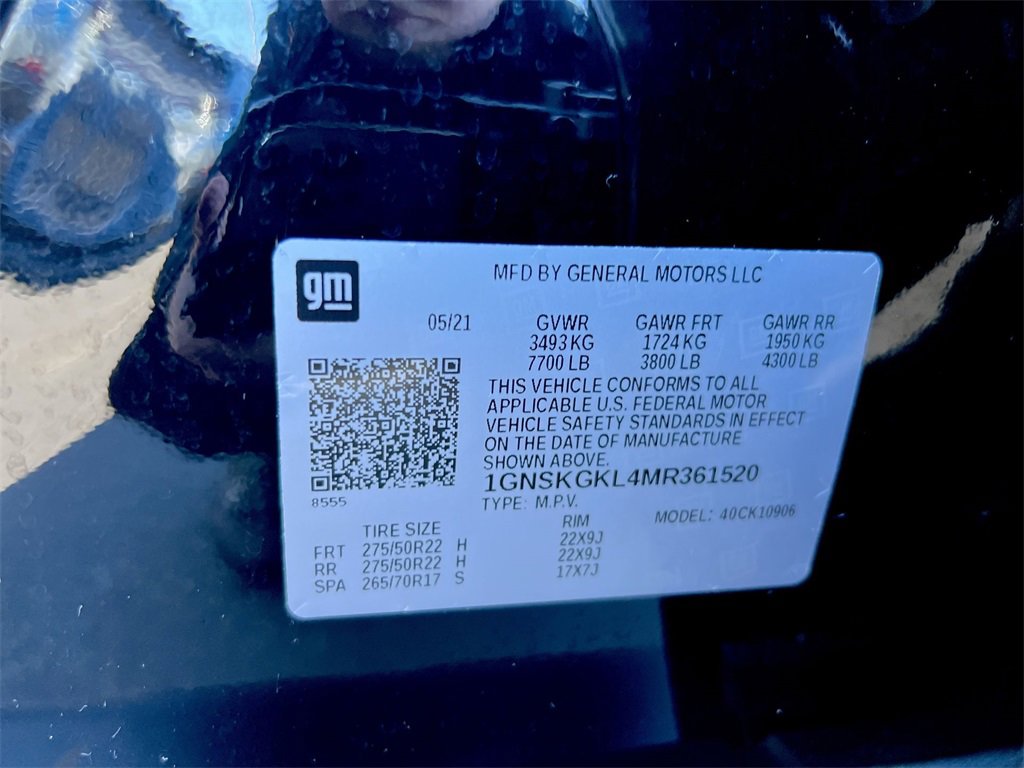 gm
MFD BY GENERAL MOTORS LLC
05/21 GVWR GAWR FRT GAWR RR
3493 KG 1724 KG 1950 KG
7700 LB 3800 LB 4300 LB
THIS VEHICLE CONFORMS TO ALL
APPLICABLE U.S. FEDERAL MOTOR
VEHICLE SAFETY STANDARDS IN EFFECT
ON THE DATE OF MANUFACTURE
SHOWN ABOVE.
1GNSKGKL4MR361520
8555
TYPE: M.P.V. MODEL: 40CK10906
TIRE SIZE RIM
FRT 275/50R22 H 22X9J
RR 275/50R22 H 22X9J
SPA 265/70R17 S 17X7J